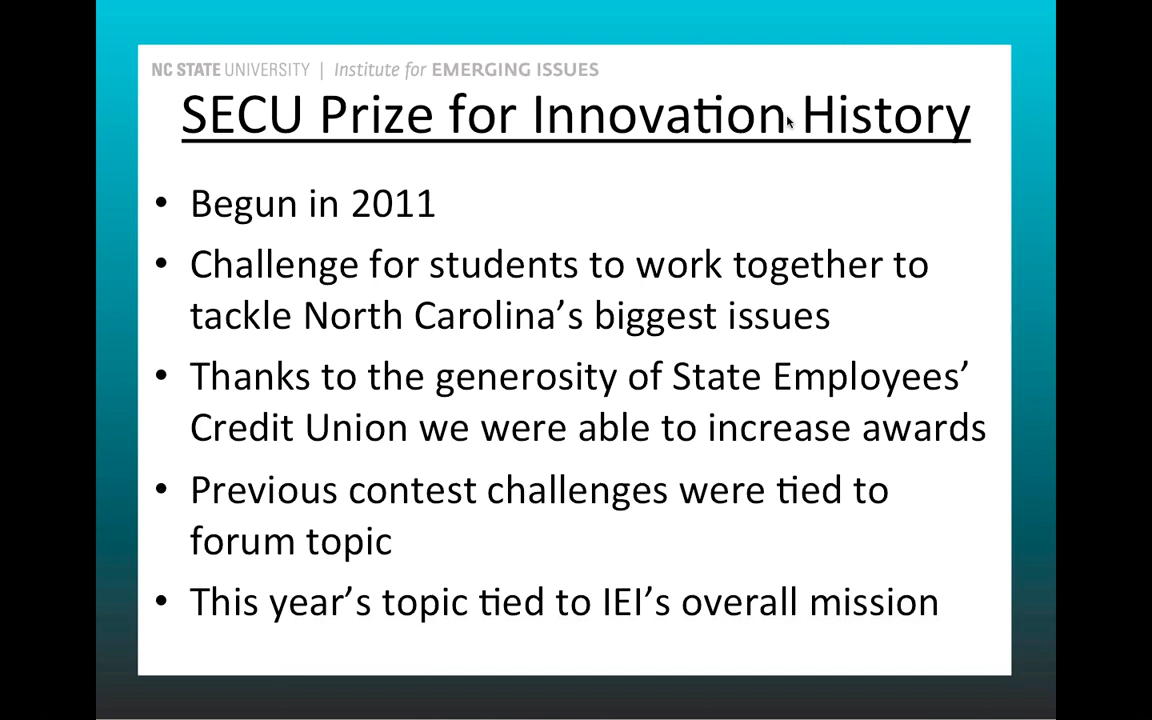 NC STATE UNIVERSITY | Institute for EMERGING ISSUES
SECU Prize for Innovation History
• Begun in 2011
• Challenge for students to work together to
tackle North Carolina’s biggest issues
• Thanks to the generosity of State Employees’
Credit Union we were able to increase awards
• Previous contest challenges were tied to
forum topic
• This year’s topic tied to IEI’s overall mission